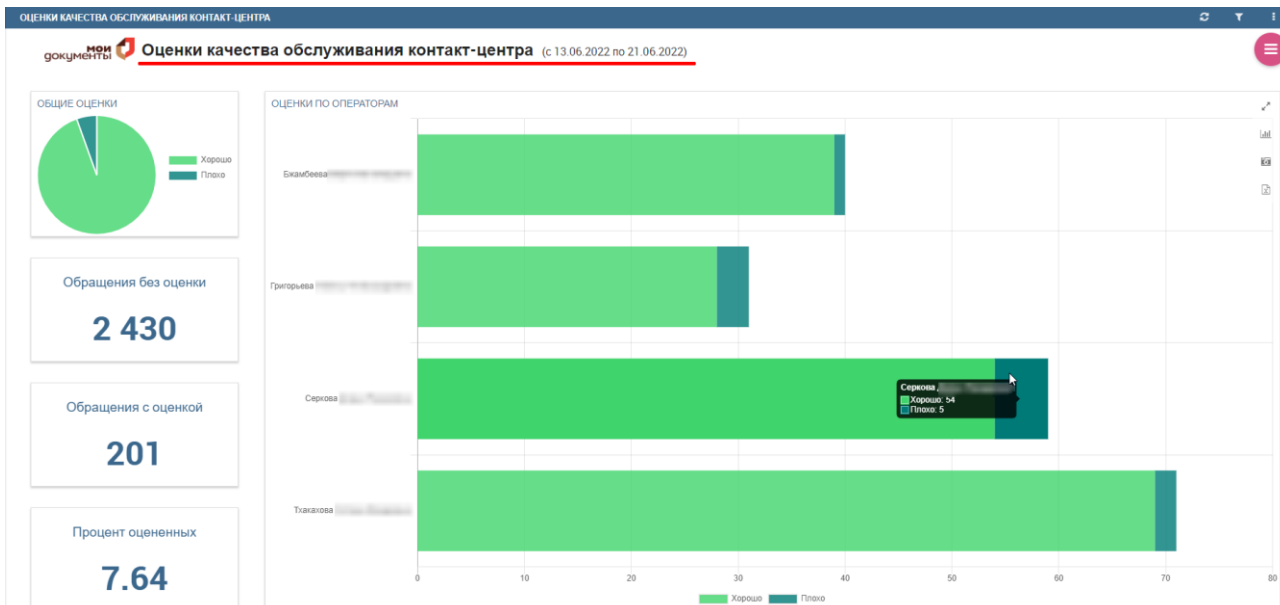 ОЦЕНКИ КАЧЕСТВА ОБСЛУЖИВАНИЯ КОНТАКТ-ЦЕНТРА
мои
документы
Оценки качества обслуживания контакт-центра (с 13.06.2022 по 21.06.2022)
ОБЩИЕ ОЦЕНКИ
Хорошо
Плохо
Обращения без оценки
2 430
Обращения с оценкой
201
Процент оцененных
7.64
ОЦЕНКИ ПО ОПЕРАТОРАМ
Бжамбеева
Григорьева
Серкова
Тхакахова
Серкова
Хорошо: 54
Плохо: 5
0 10 20 30 40 50 60 70 80
Хорошо Плохо